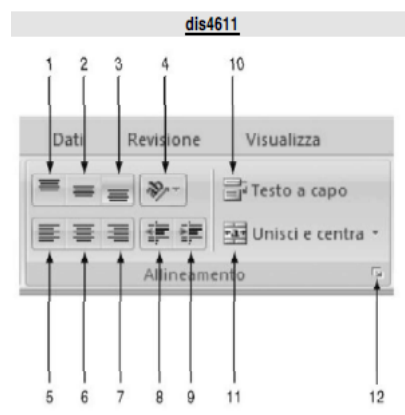 dis4611
1 2 3 4 10
Dati Revisione Visualizza
Testo a capo
Unisci e centra
Allineamento
5 6 7 8 9 11 12